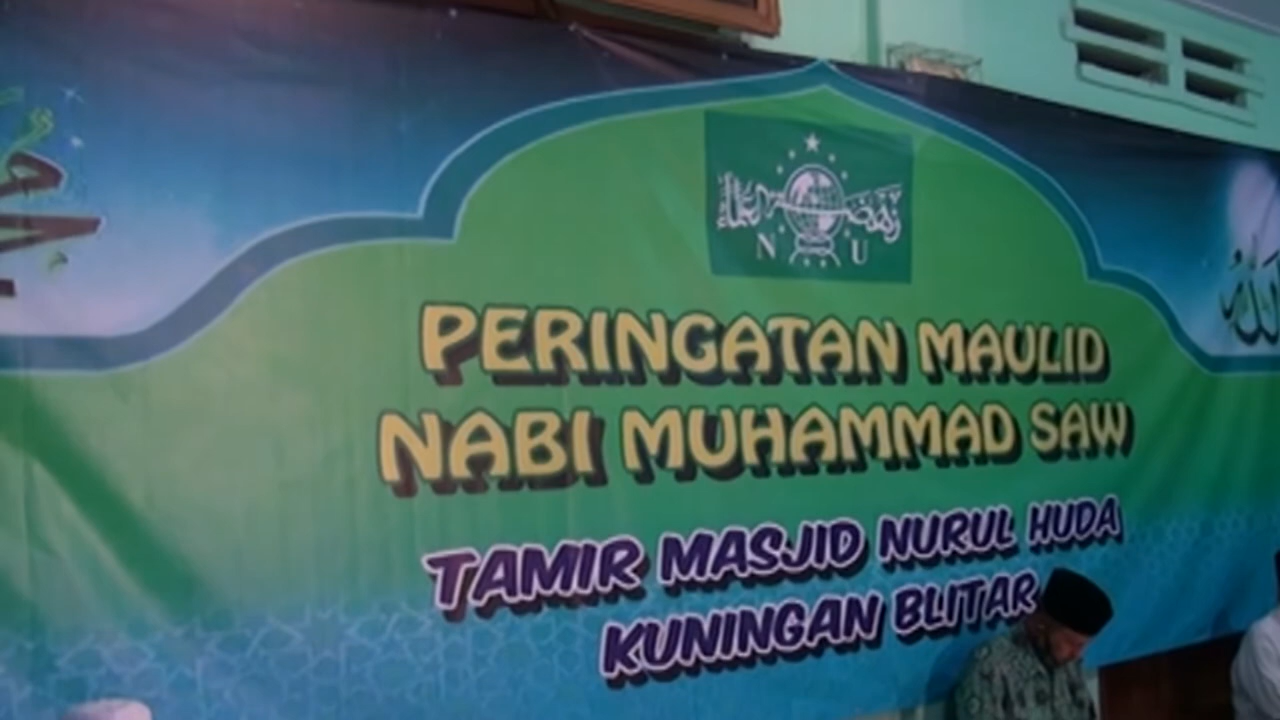 N U
PERINGATAN MAULID
NABI MUHAMMAD SAW
TAMIR MASJID NURUL HUDA
KUNINGAN BLITAR